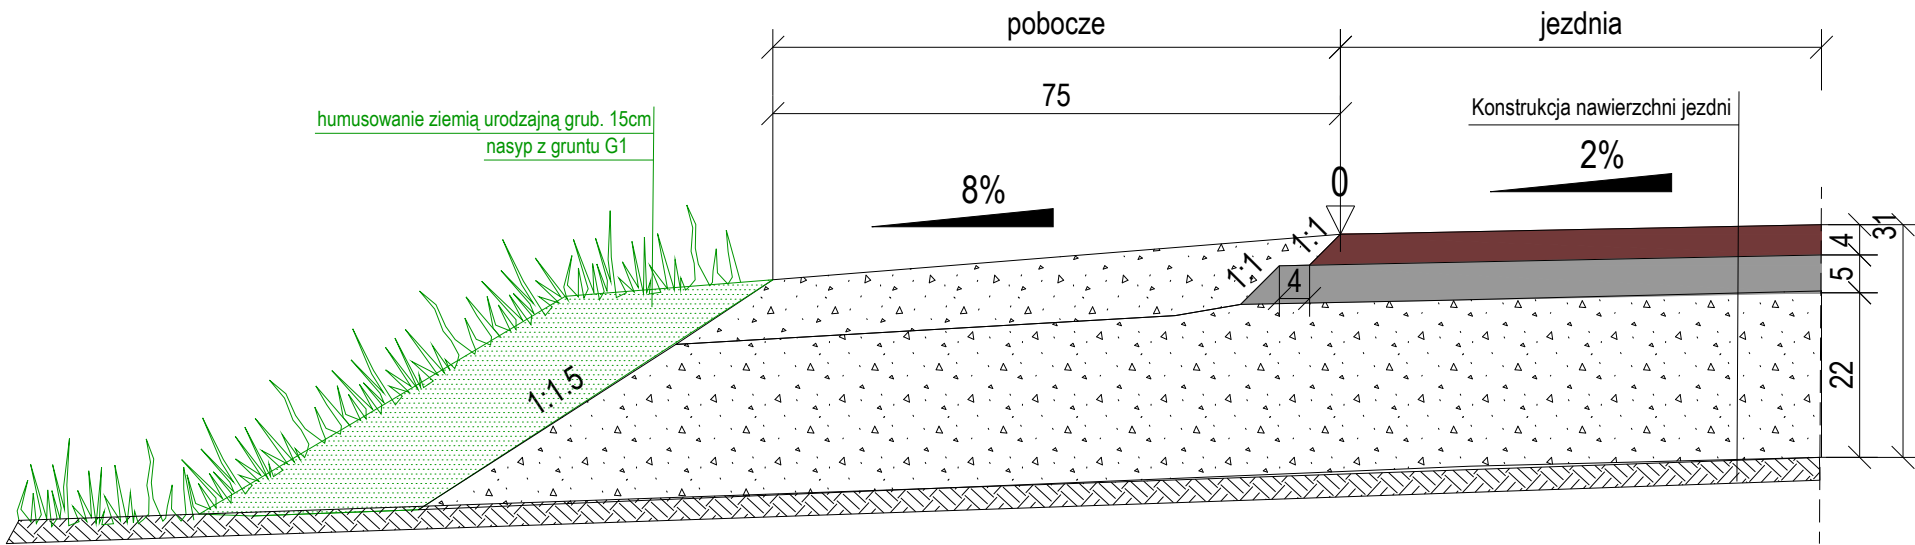 pobocze
jezdnia
75
humusowanie ziemią urodzajną grub. 15cm
nasyp z gruntu G1
Konstrukcja nawierzchni jezdni
8%
2%
0
1:1
1:1
4
4
31
5
22
1:1.5